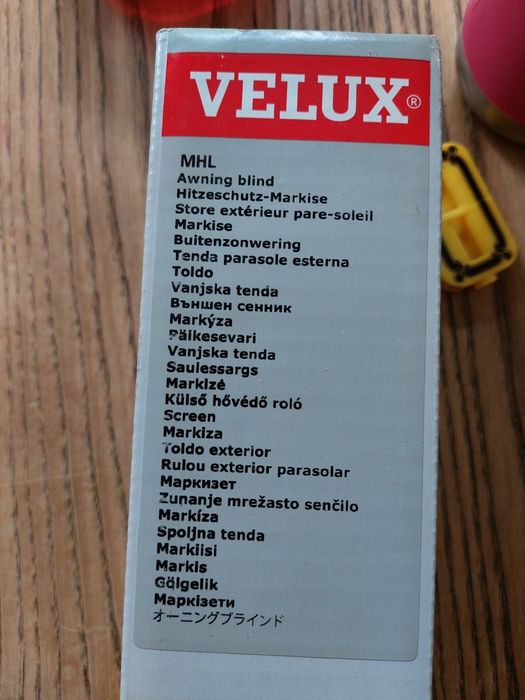 VELUX®
MHL
Awning blind
Hitzeschutz-Markise
Store extérieur pare-soleil
Markise
Buitenzonwering
Tenda parasole esterna
Toldo
Vanjska tenda
Външен сенник
Markýza
Päikesevari
Vanjska tenda
Saulessargs
Markizė
Külső hővédő roló
Screen
Markiza
Toldo exterior
Rulou exterior parasolar
Маркизет
Zunanje mrežasto senčilo
Markíza
Spoljna tenda
Markiisi
Markis
Gölgelik
Маркізети
オーニングブラインド